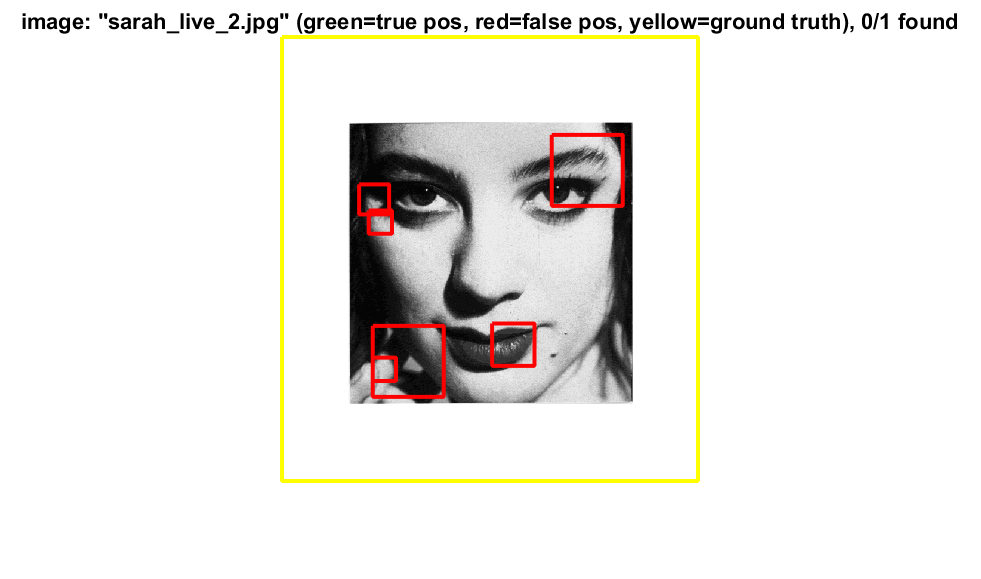 image: "sarah_live_2.jpg" (green=true pos, red=false pos, yellow=ground truth), 0/1 found